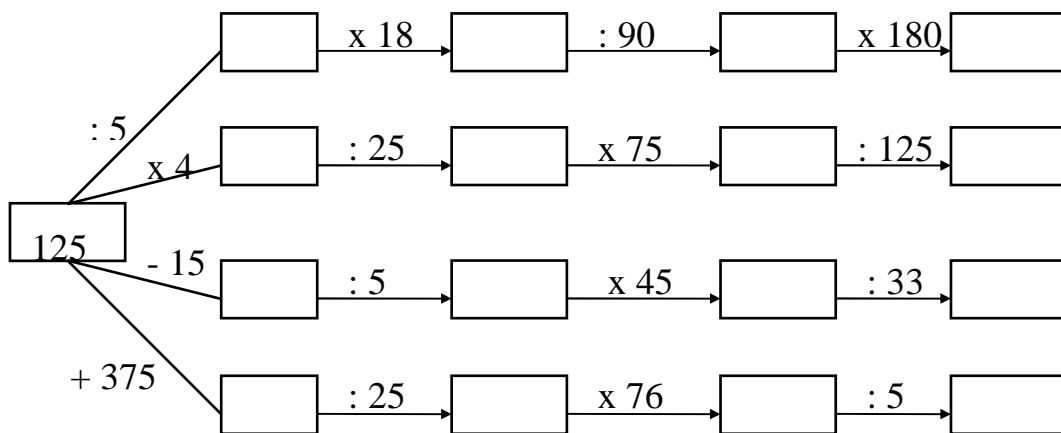 x 18 : 90 x 180
: 5
x 4 : 25 x 75 : 125
125
- 15 : 5 x 45 : 33
+ 375 : 25 x 76 : 5